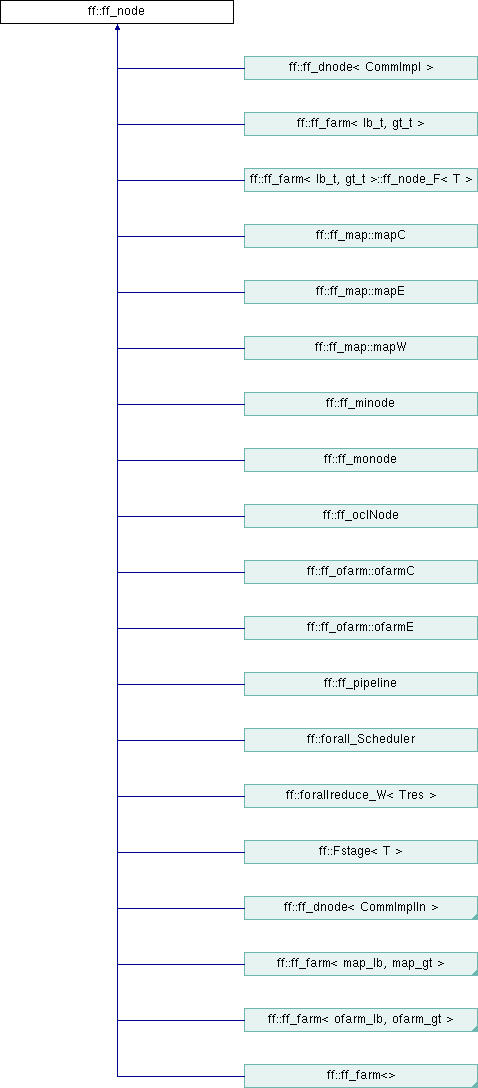 ff::ff_node
ff::ff_dnode< CommImpl >
ff::ff_farm< lb_t, gt_t >
ff::ff_farm< lb_t, gt_t >::ff_node_F< T >
ff::ff_map::mapC
ff::ff_map::mapE
ff::ff_map::mapW
ff::ff_minode
ff::ff_monode
ff::ff_oclNode
ff::ff_ofarm::ofarmC
ff::ff_ofarm::ofarmE
ff::ff_pipeline
ff::forall_Scheduler
ff::forallreduce_W< Tres >
ff::Fstage< T >
ff::ff_dnode< CommImplIn >
ff::ff_farm< map_lb, map_gt >
ff::ff_farm< ofarm_lb, ofarm_gt >
ff::ff_farm<>